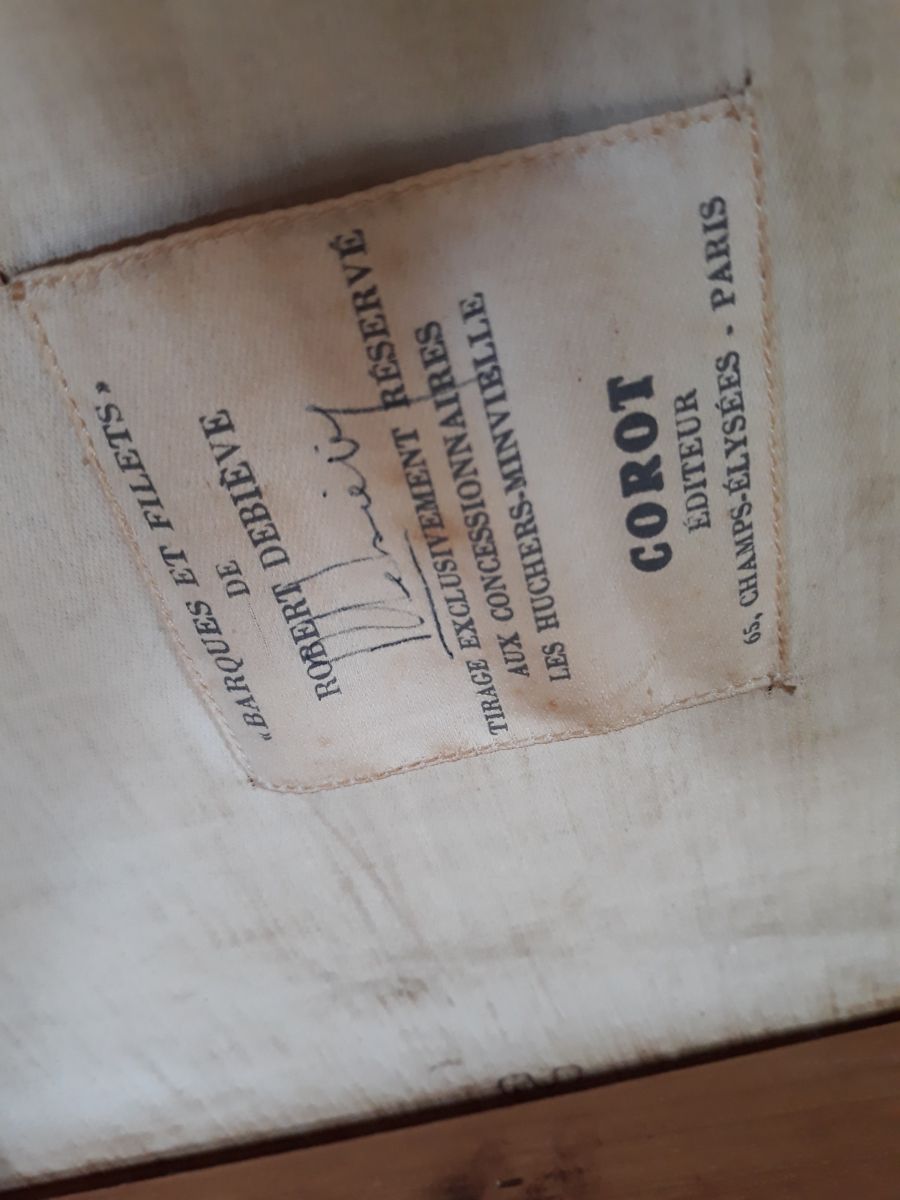 «BARQUES ET FILETS»
DE
ROBERT DEBIÈVE
TIRAGE EXCLUSIVEMENT RÉSERVÉ
AUX CONCESSIONNAIRES
LES HUCHERS-MINVIELLE
COROT
ÉDITEUR
65, CHAMPS-ÉLYSÉES - PARIS